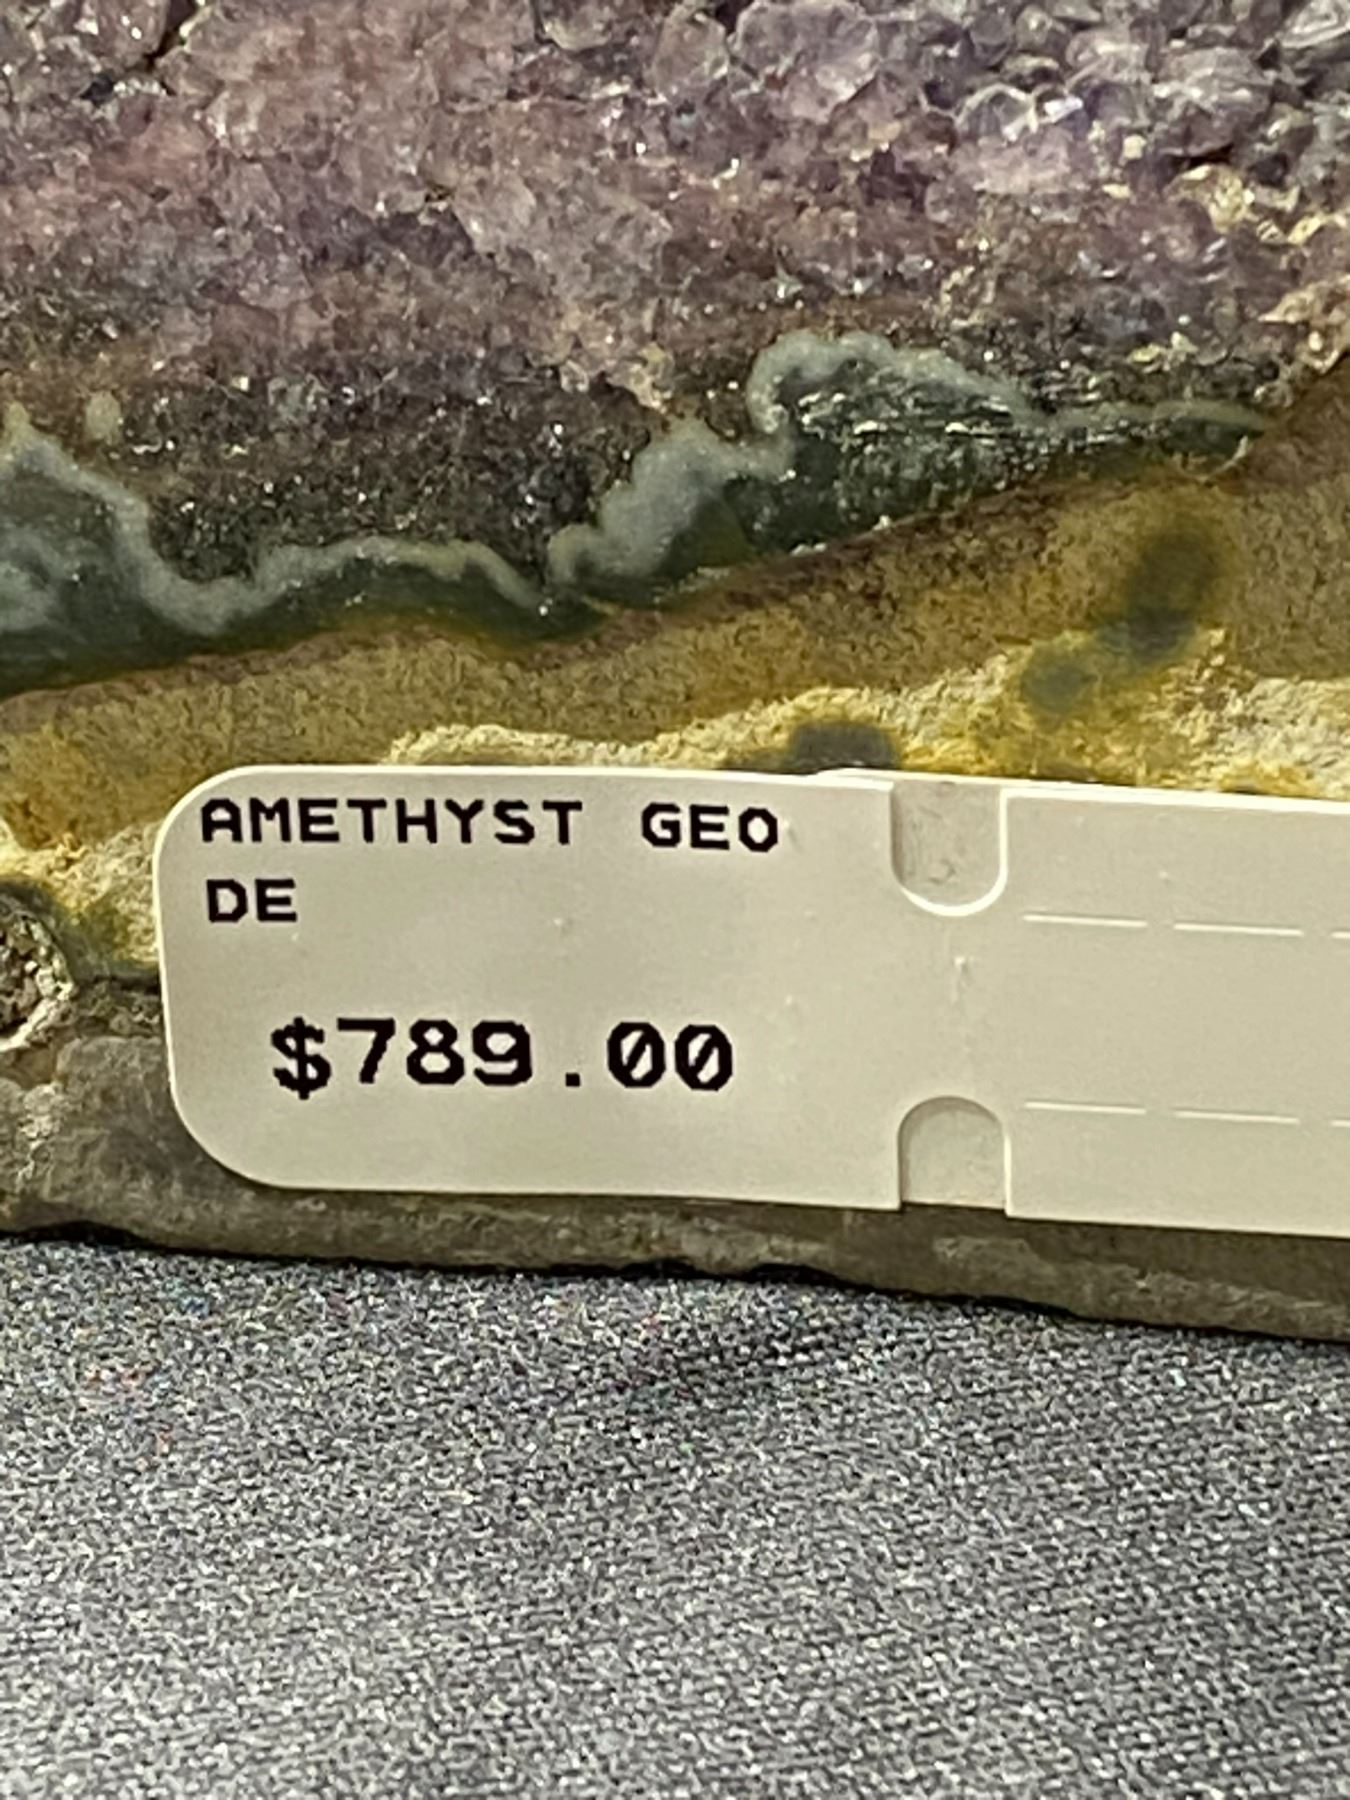 AMETHYST GEO
DE
$789.00